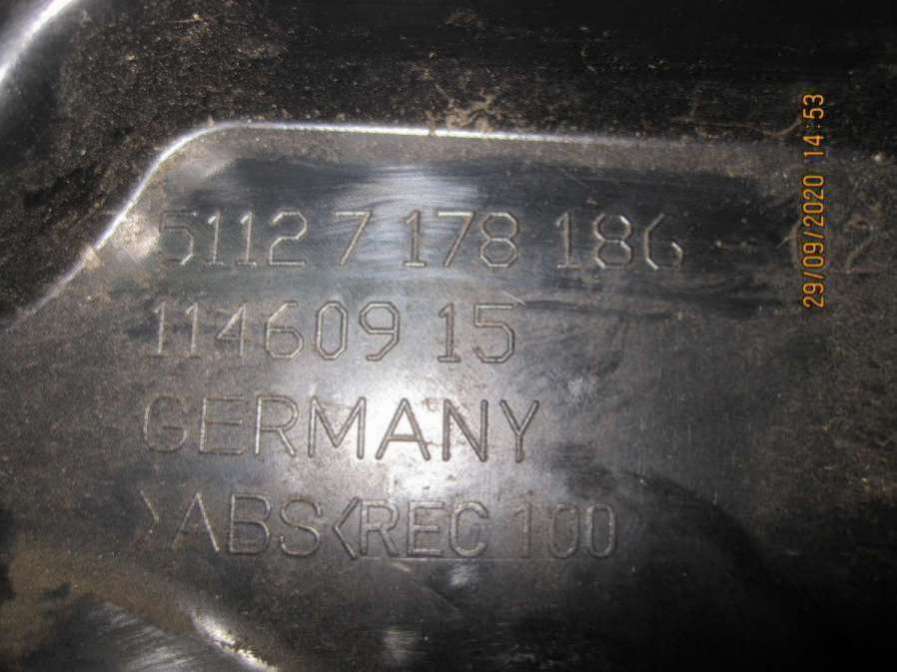 5112 7 178 186 -
114609 15
GERMANY
>ABS<REC 100
29/09/2020 14:53